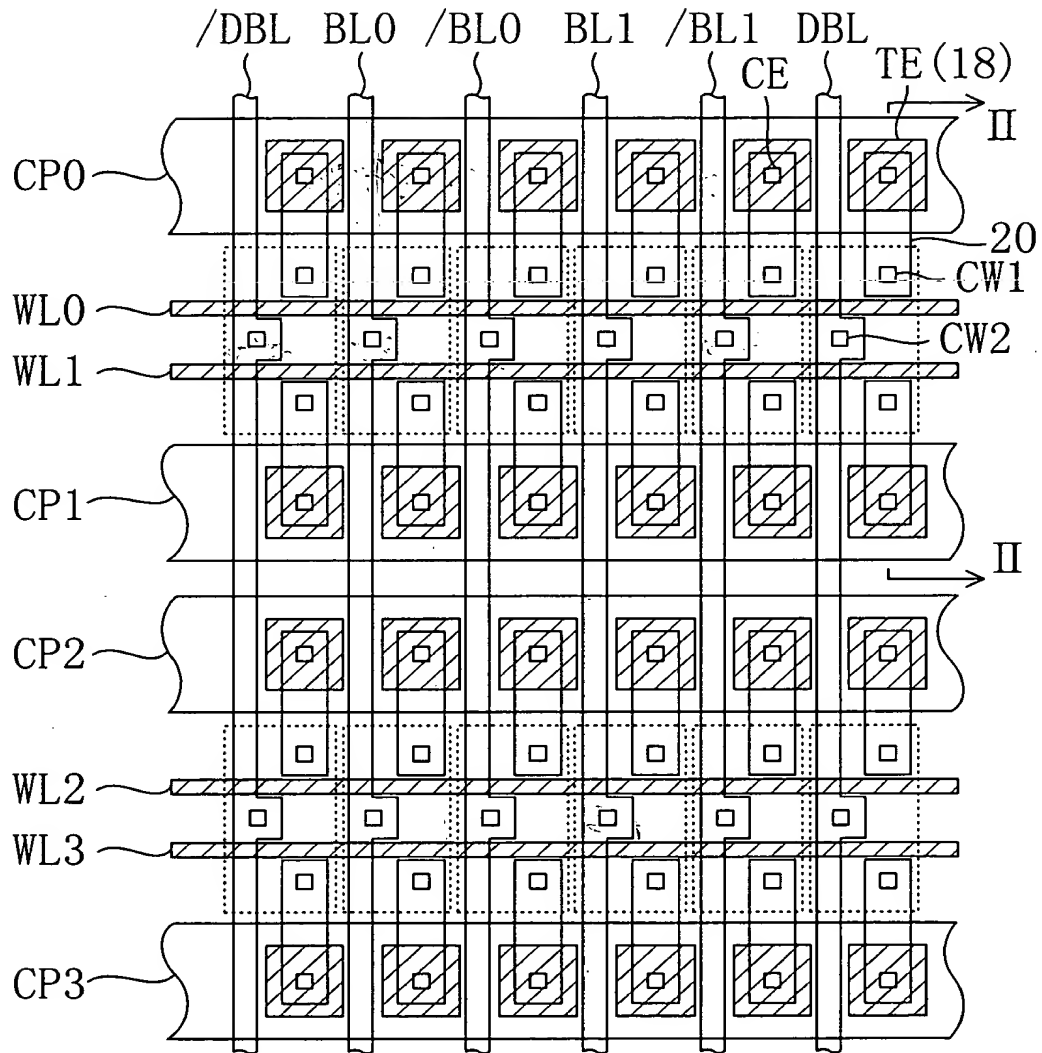 /DBL BL0 /BL0 BL1 /BL1 DBL
CE TE(18)
II
CP0
20
CW1
WL0
CW2
WL1
CP1
II
CP2
WL2
WL3
CP3